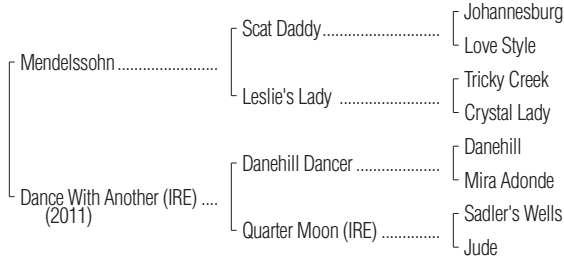 Johannesburg
Scat Daddy
Love Style
Mendelssohn
Tricky Creek
Leslie's Lady
Crystal Lady
Danehill
Danehill Dancer
Mira Adonde
Dance With Another (IRE)
(2011)
Sadler's Wells
Quarter Moon (IRE)
Jude